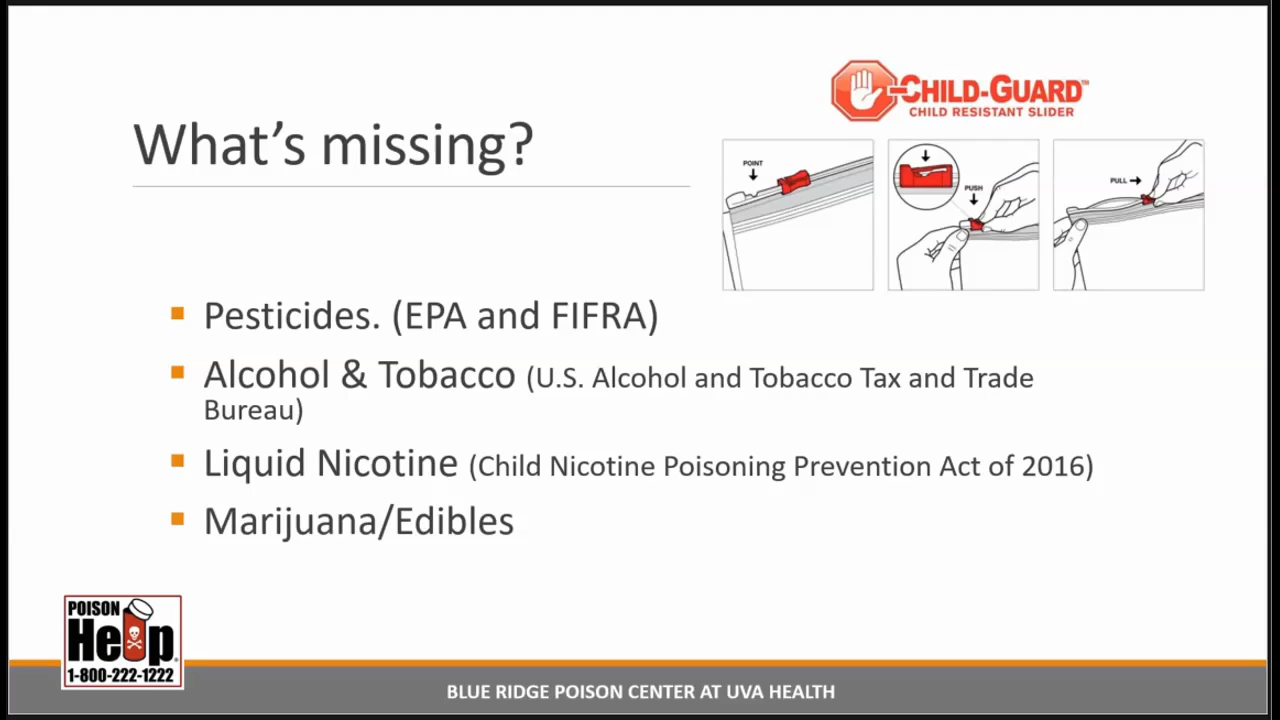 CHILD-GUARD™
CHILD RESISTANT SLIDER
What's missing?
POINT
PUSH
PULL
Pesticides. (EPA and FIFRA)
Alcohol & Tobacco (U.S. Alcohol and Tobacco Tax and Trade
Bureau)
Liquid Nicotine (Child Nicotine Poisoning Prevention Act of 2016)
Marijuana/Edibles
POISON
Help®
1-800-222-1222
BLUE RIDGE POISON CENTER AT UVA HEALTH